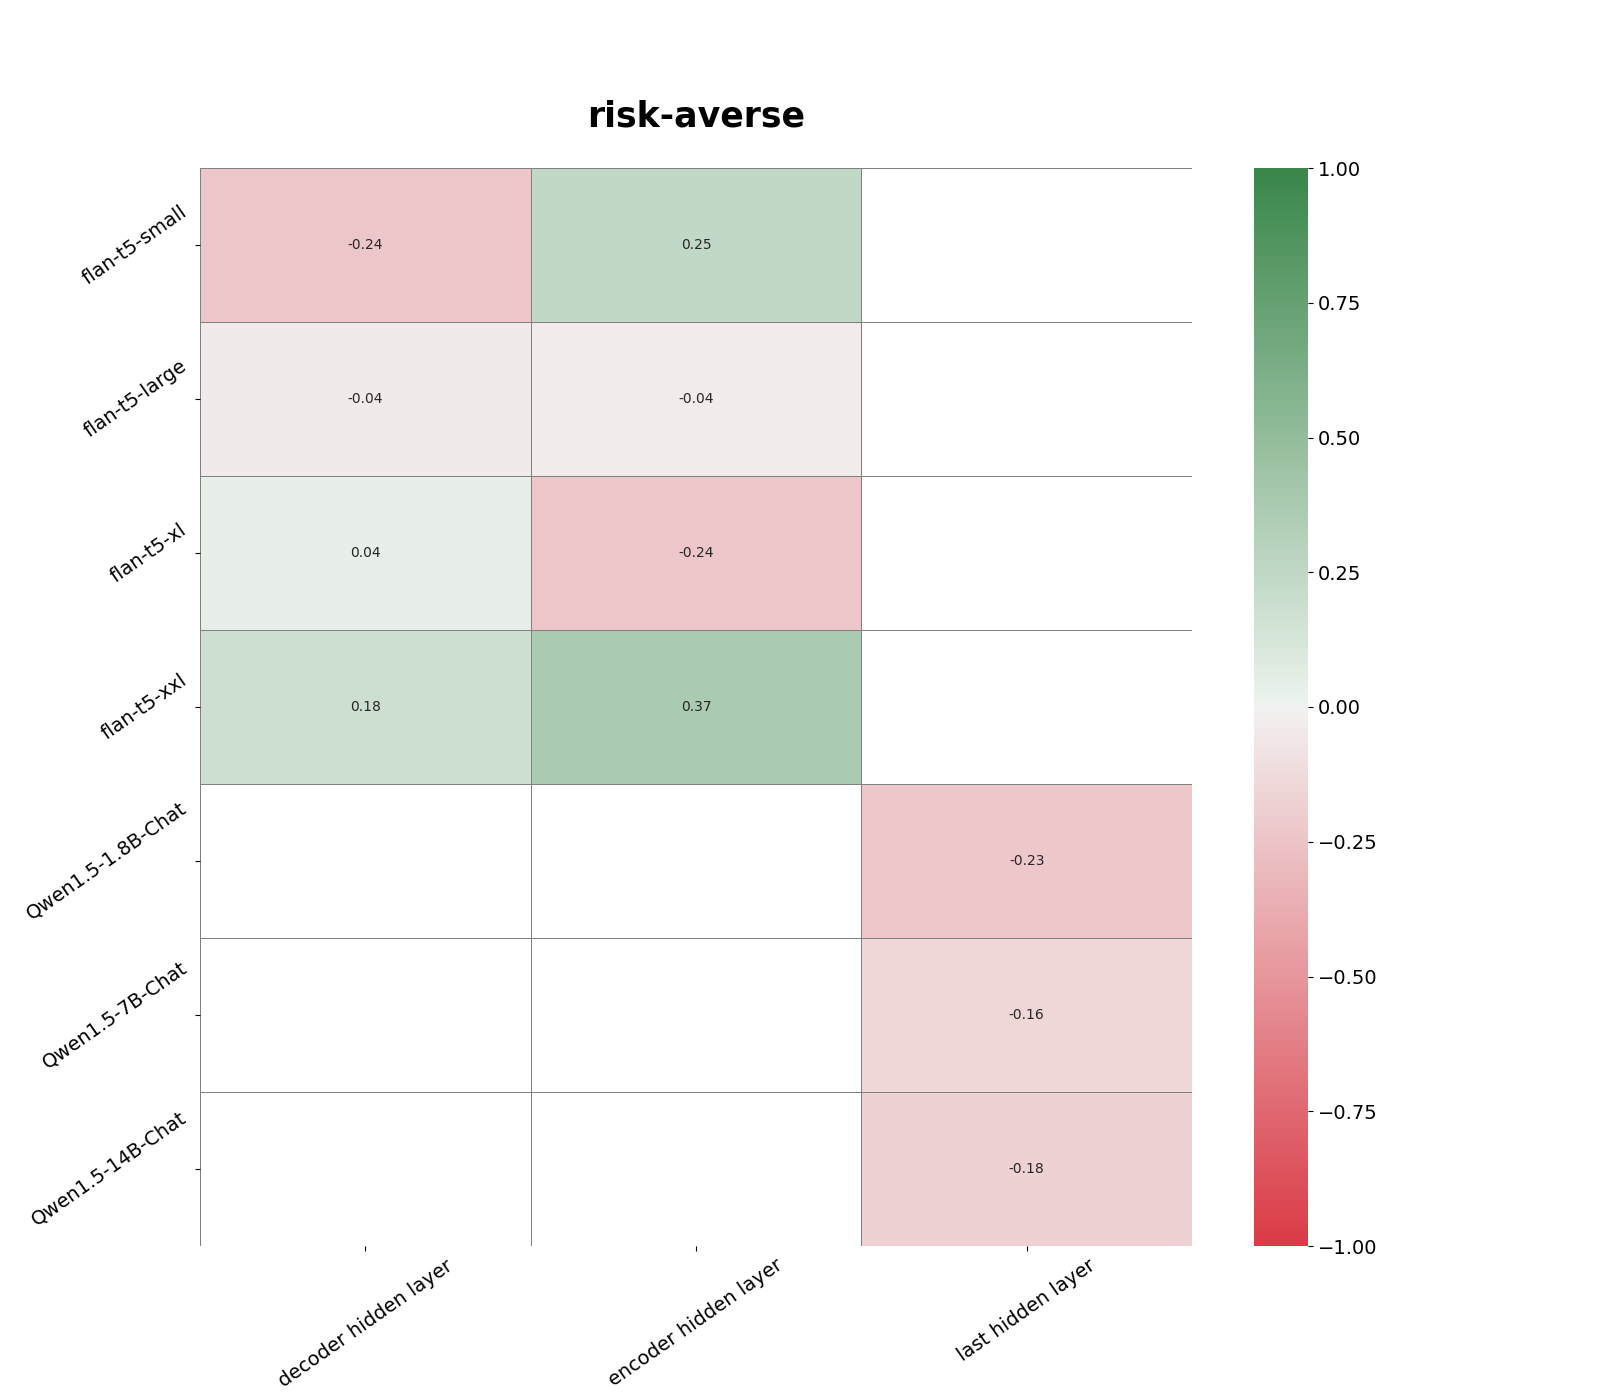 risk-averse
flan-t5-small
-0.24
0.25
flan-t5-large
-0.04
-0.04
flan-t5-xl
0.04
-0.24
flan-t5-xxl
0.18
0.37
Qwen1.5-1.8B-Chat
-0.23
Qwen1.5-7B-Chat
-0.16
Qwen1.5-14B-Chat
-0.18
decoder hidden layer
encoder hidden layer
last hidden layer
1.00
0.75
0.50
0.25
0.00
−0.25
−0.50
−0.75
−1.00